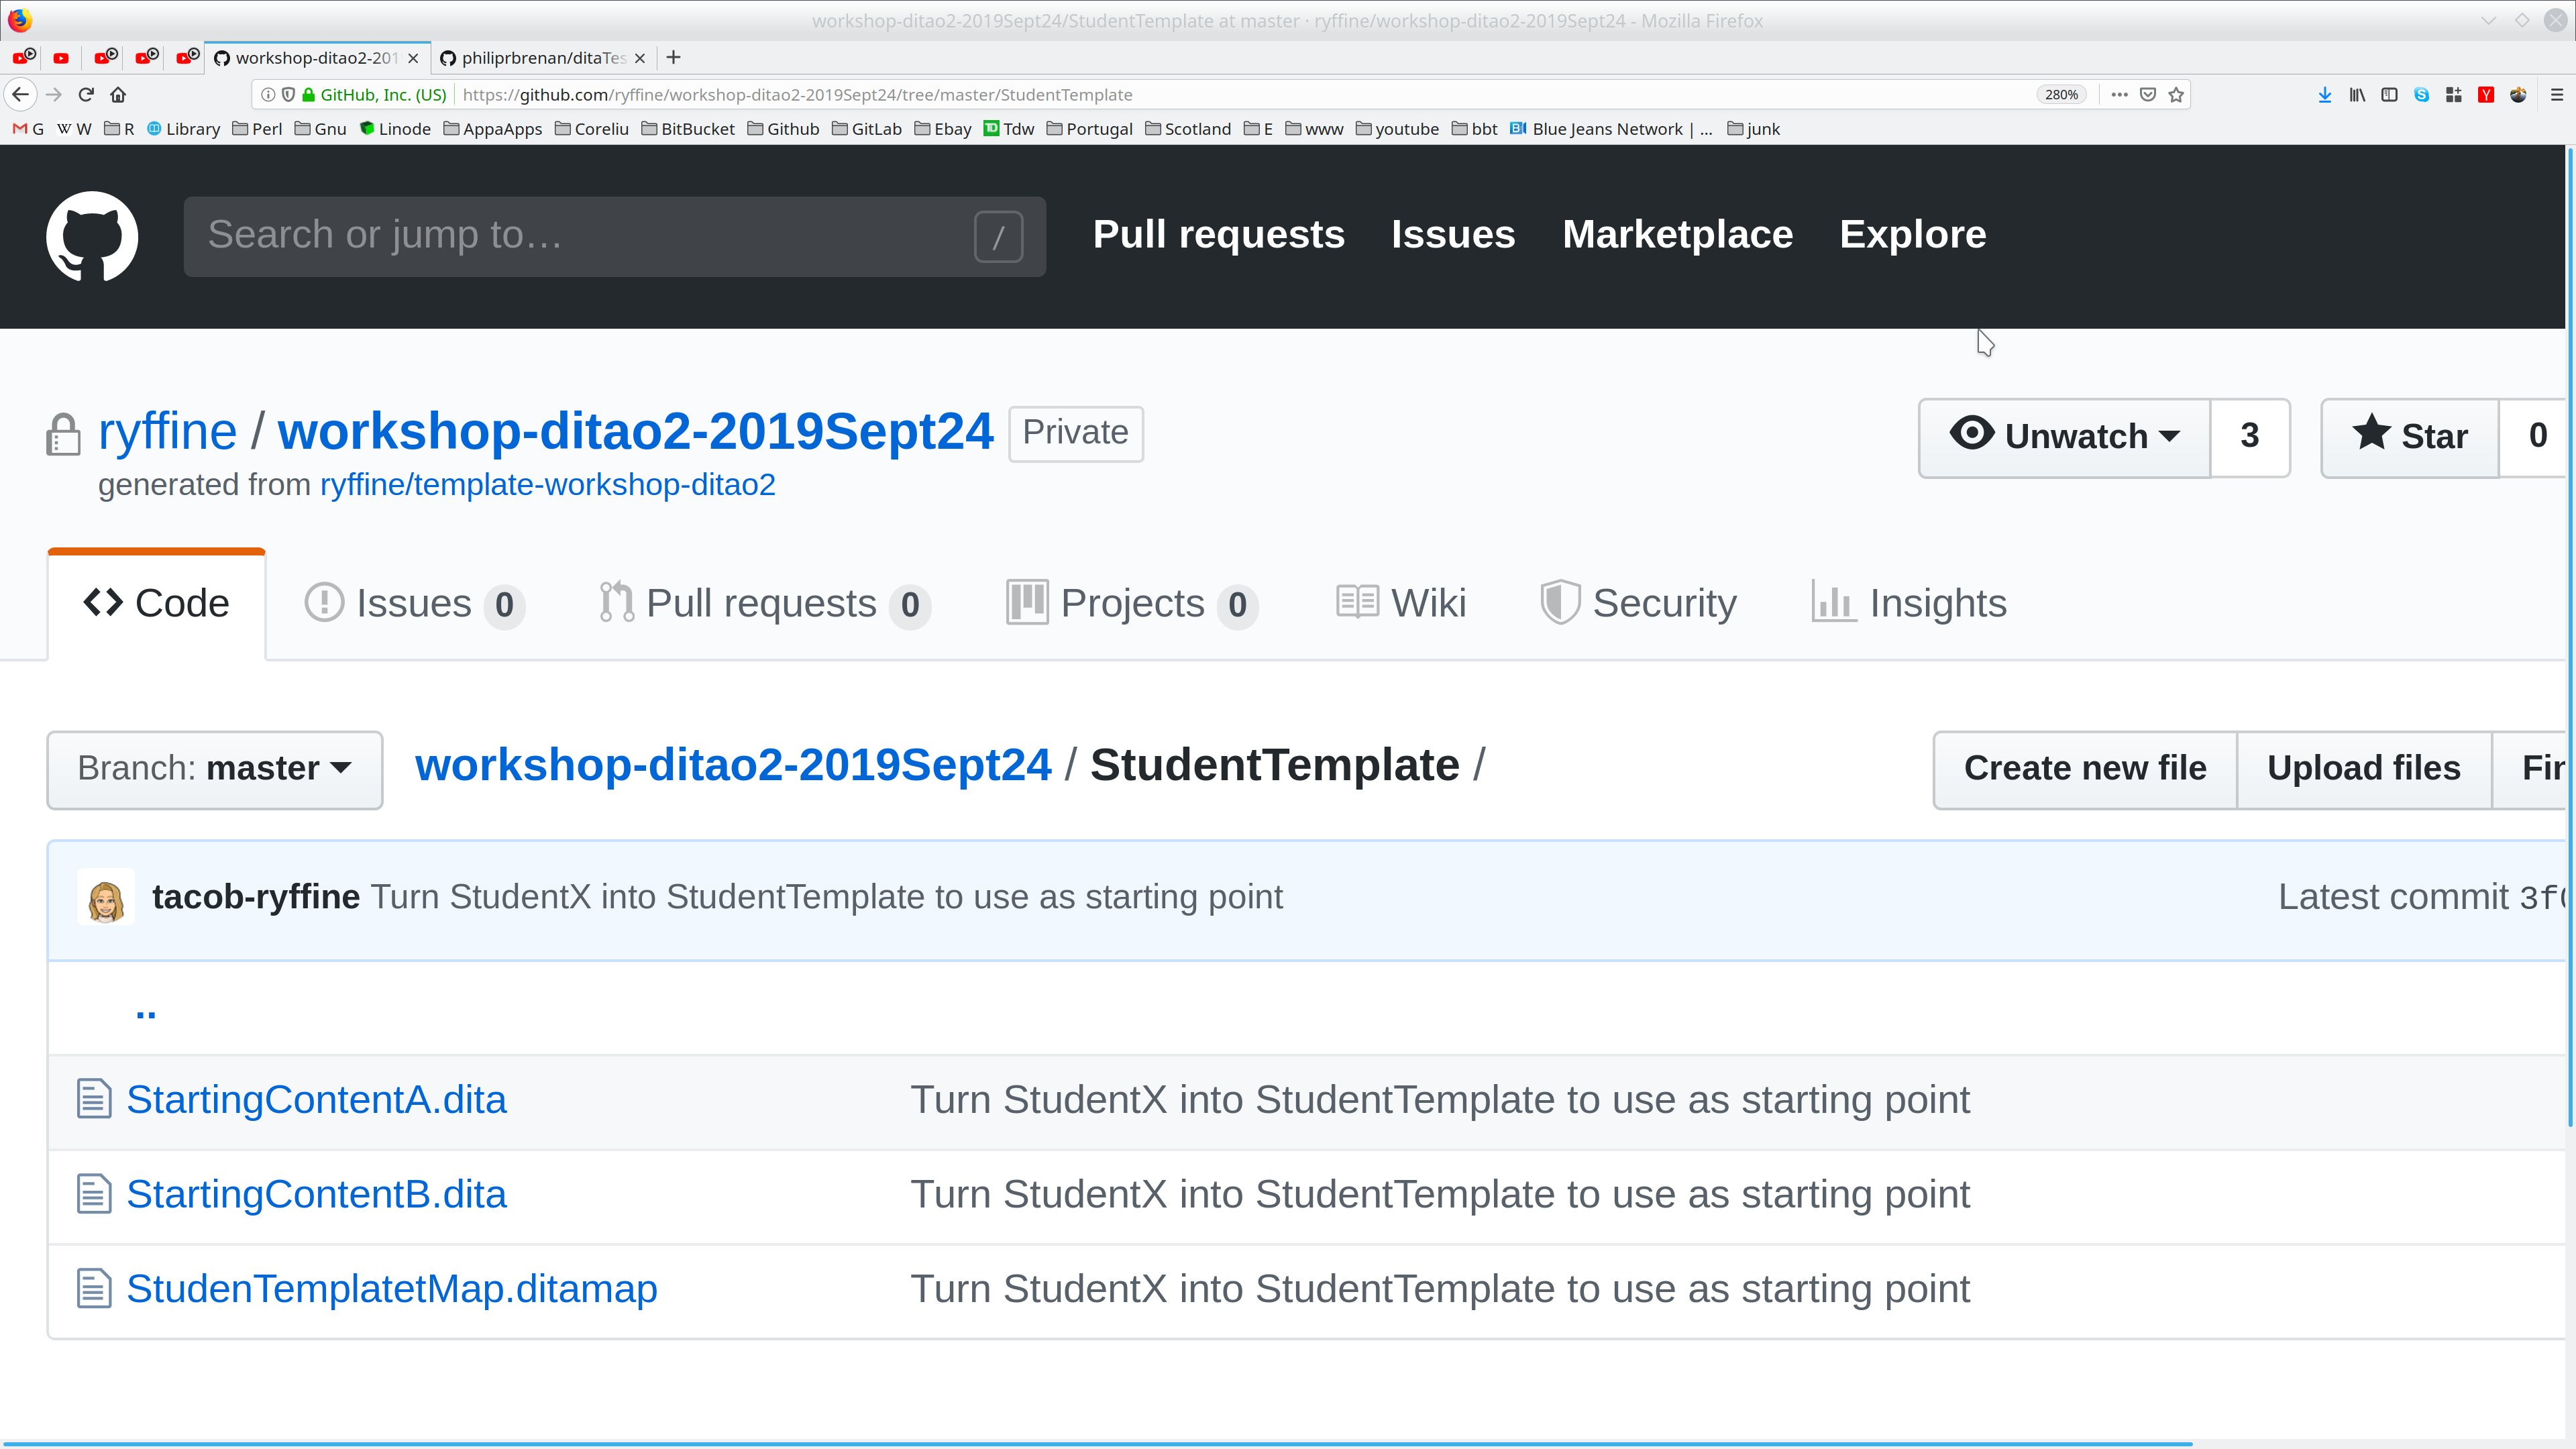 workshop-ditao2-2019Sept24/StudentTemplate at master · ryffine/workshop-ditao2-2019Sept24 - Mozilla Firefox
workshop-ditao2-201 philiprbrenan/ditaTes
GitHub, Inc. (US) https://github.com/ryffine/workshop-ditao2-2019Sept24/tree/master/StudentTemplate 280%
G W W R Library Perl Gnu Linode AppaApps Coreliu BitBucket Github GitLab Ebay TD Tdw Portugal Scotland E www youtube bbt Blue Jeans Network | ... junk
Search or jump to… / Pull requests Issues Marketplace Explore
ryffine / workshop-ditao2-2019Sept24 Private Unwatch 3 Star 0
generated from ryffine/template-workshop-ditao2
Code Issues 0 Pull requests 0 Projects 0 Wiki Security Insights
Branch: master workshop-ditao2-2019Sept24 / StudentTemplate / Create new file Upload files
tacob-ryffine Turn StudentX into StudentTemplate to use as starting point Latest commit 3f
..
StartingContentA.dita Turn StudentX into StudentTemplate to use as starting point
StartingContentB.dita Turn StudentX into StudentTemplate to use as starting point
StudenTemplatetMap.ditamap Turn StudentX into StudentTemplate to use as starting point